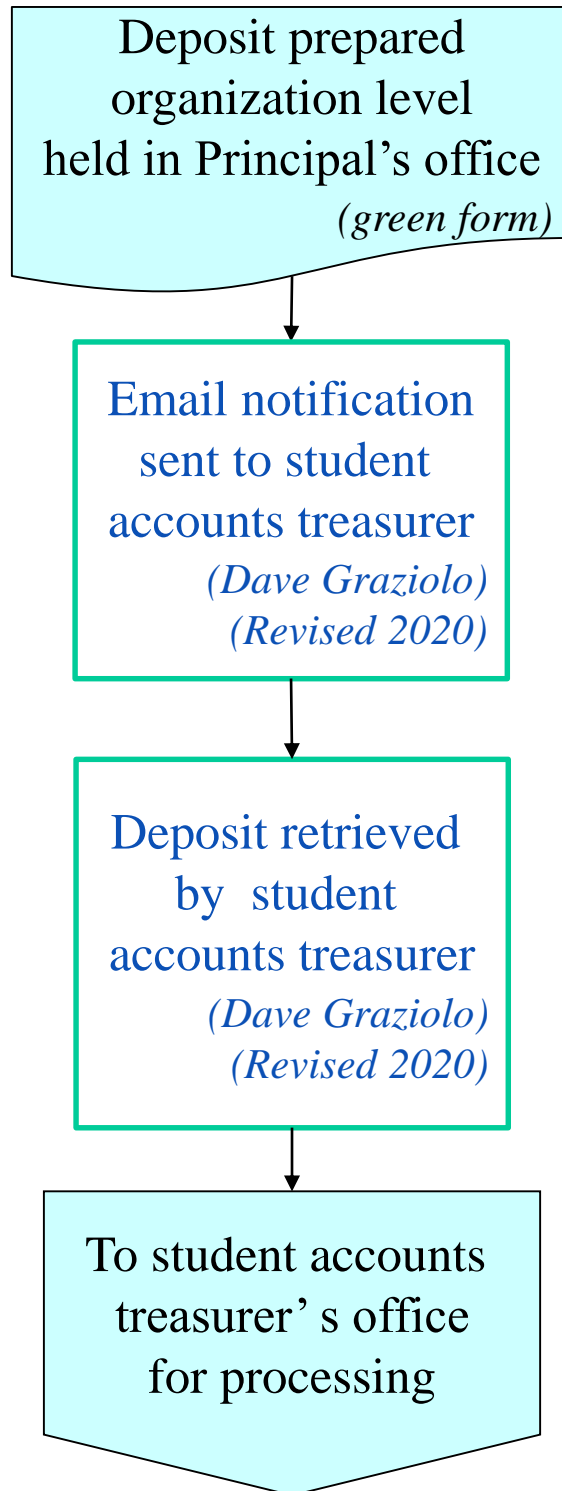 Deposit prepared
organization level
held in Principal’s office
(green form)
Email notification
sent to student
accounts treasurer
(Dave Graziolo)
(Revised 2020)
Deposit retrieved
by  student
accounts treasurer
(Dave Graziolo)
(Revised 2020)
To student accounts
treasurer’ s office
for processing